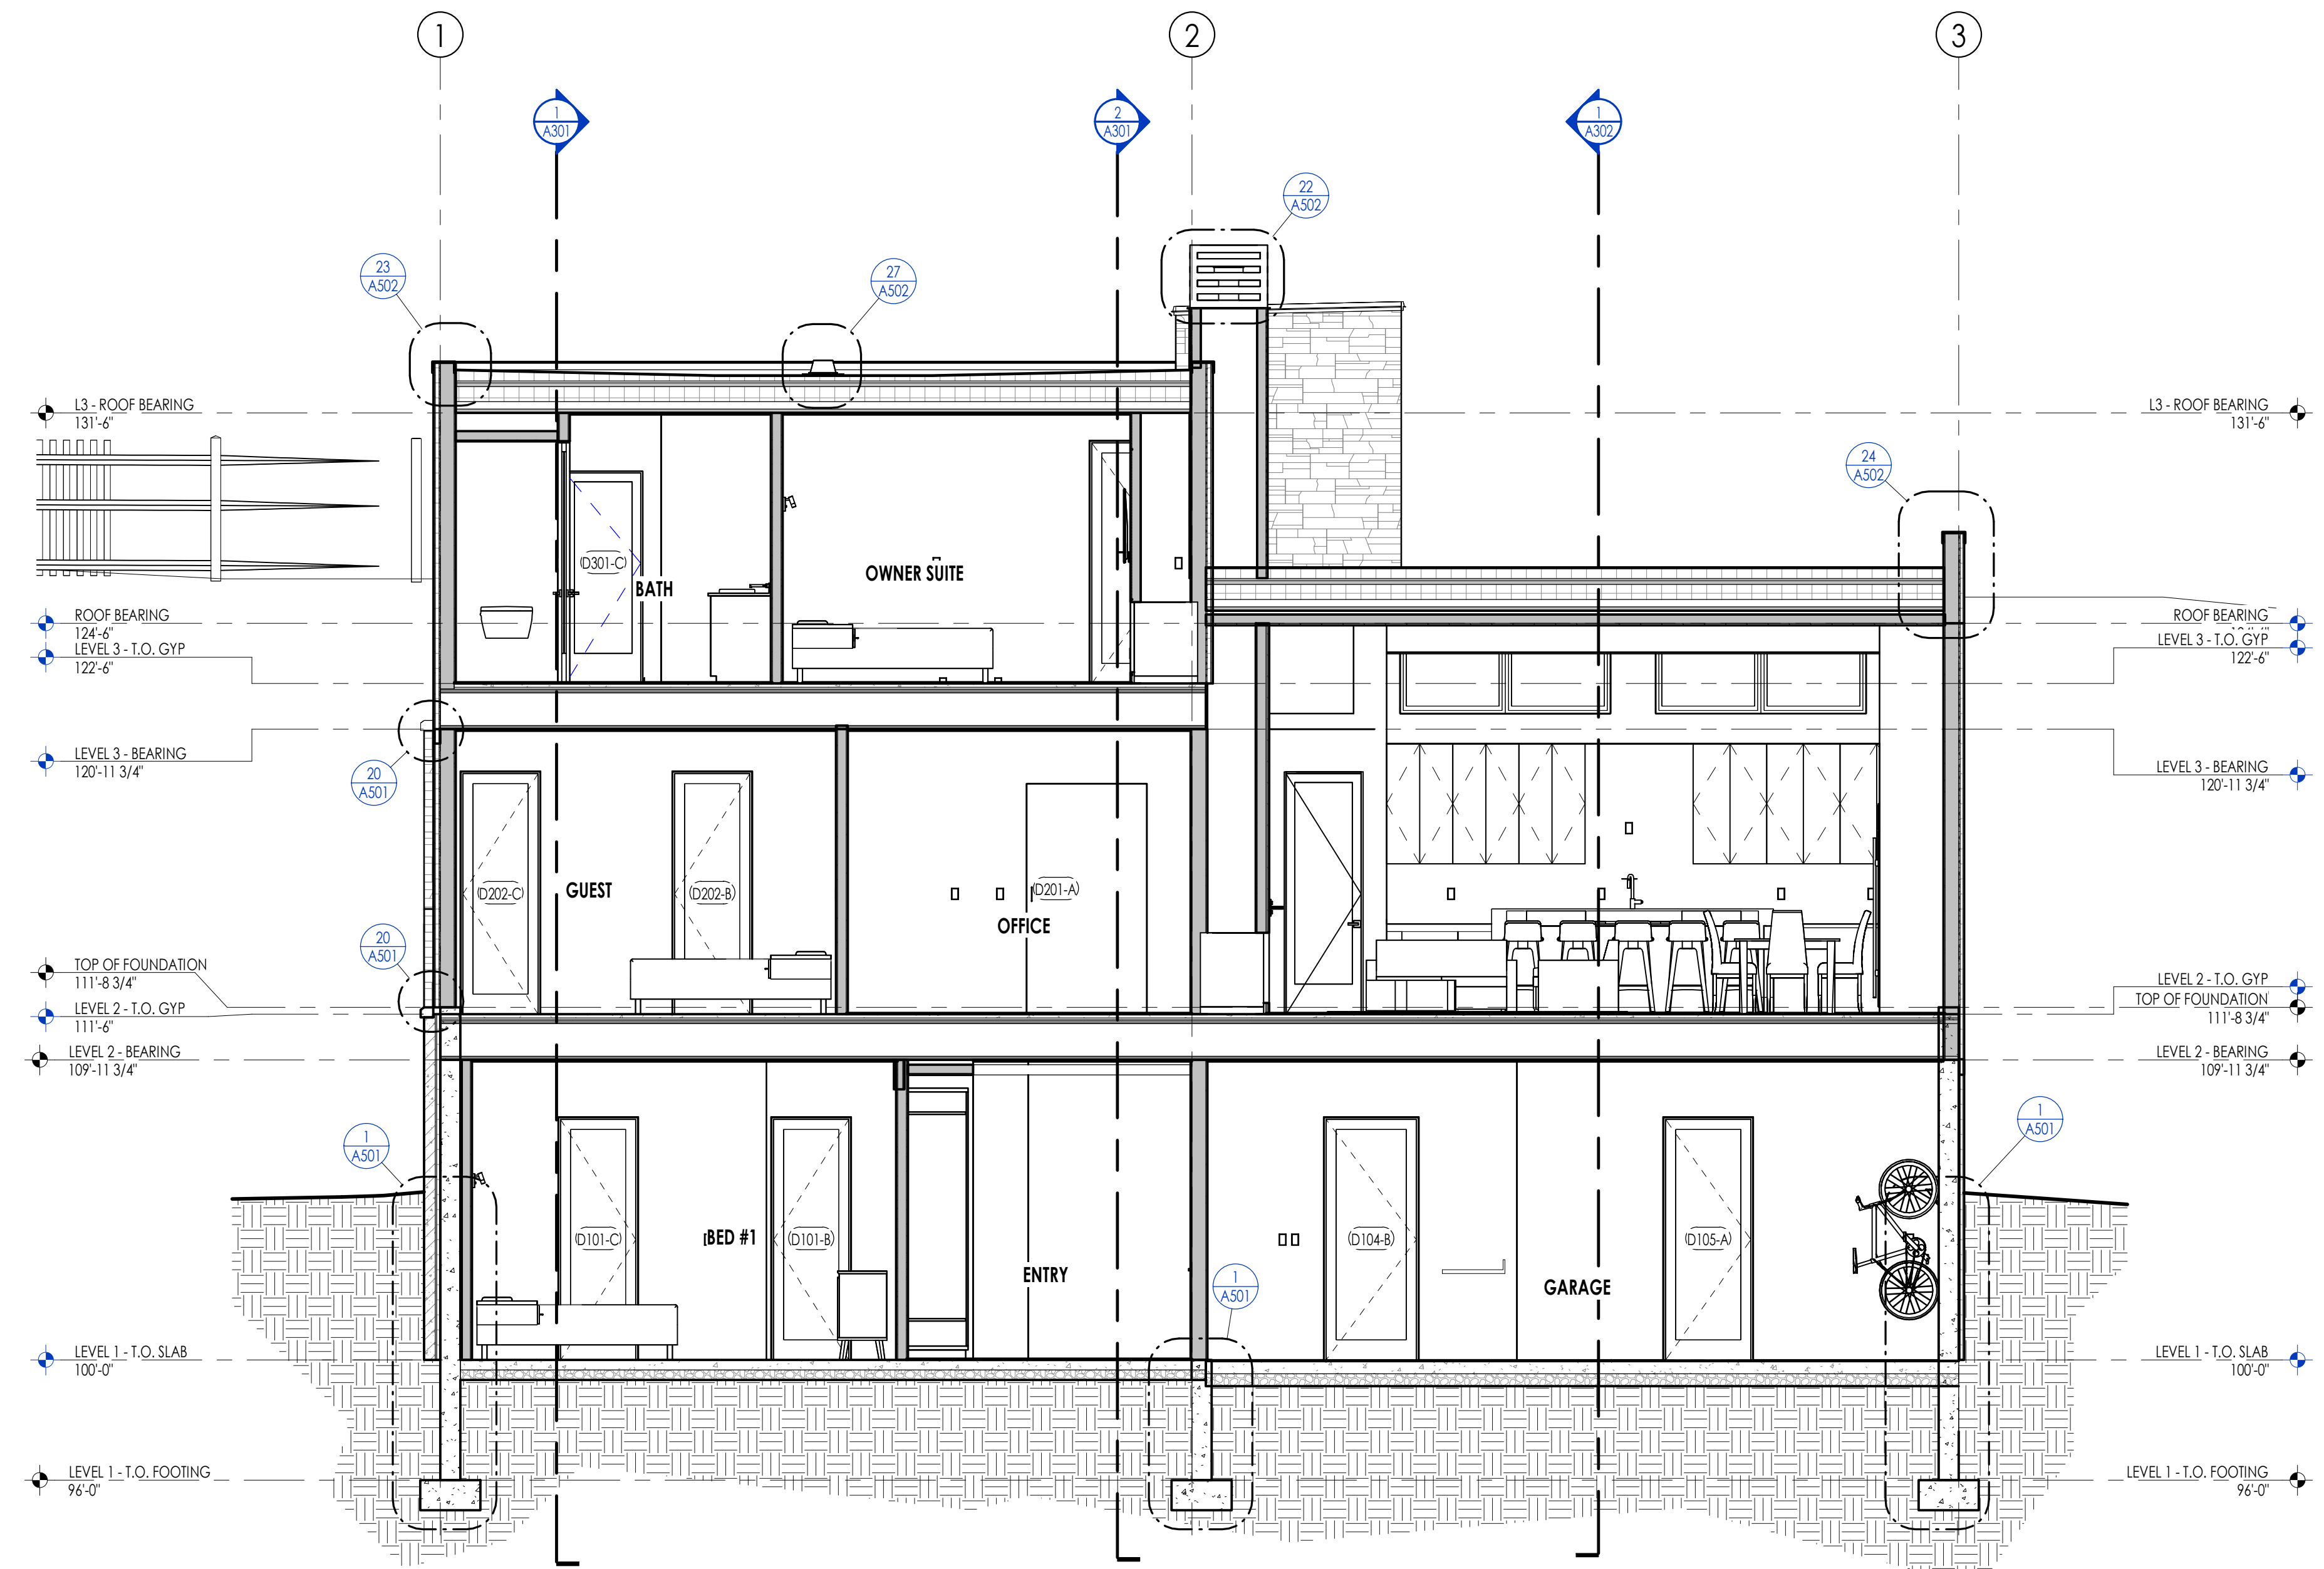 1
2
3
1
A301
2
A301
1
A302
22
A502
23
A502
27
A502
L3 - ROOF BEARING
131'-6"
L3 - ROOF BEARING
131'-6"
24
A502
(D301-C)
BATH
OWNER SUITE
ROOF BEARING
124'-6"
LEVEL 3 - T.O. GYP
122'-6"
ROOF BEARING
LEVEL 3 - T.O. GYP
122'-6"
LEVEL 3 - BEARING
120'-11 3/4"
LEVEL 3 - BEARING
120'-11 3/4"
20
A501
(D202-C)
GUEST
(D202-B)
(D201-A)
OFFICE
20
A501
TOP OF FOUNDATION
111'-8 3/4"
LEVEL 2 - T.O. GYP
111'-6"
LEVEL 2 - BEARING
109'-11 3/4"
LEVEL 2 - T.O. GYP
TOP OF FOUNDATION
111'-8 3/4"
LEVEL 2 - BEARING
109'-11 3/4"
1
A501
1
A501
(D101-C)
BED #1
(D101-B)
ENTRY
(D104-B)
(D105-A)
GARAGE
1
A501
LEVEL 1 - T.O. SLAB
100'-0"
LEVEL 1 - T.O. SLAB
100'-0"
LEVEL 1 - T.O. FOOTING
96'-0"
LEVEL 1 - T.O. FOOTING
96'-0"